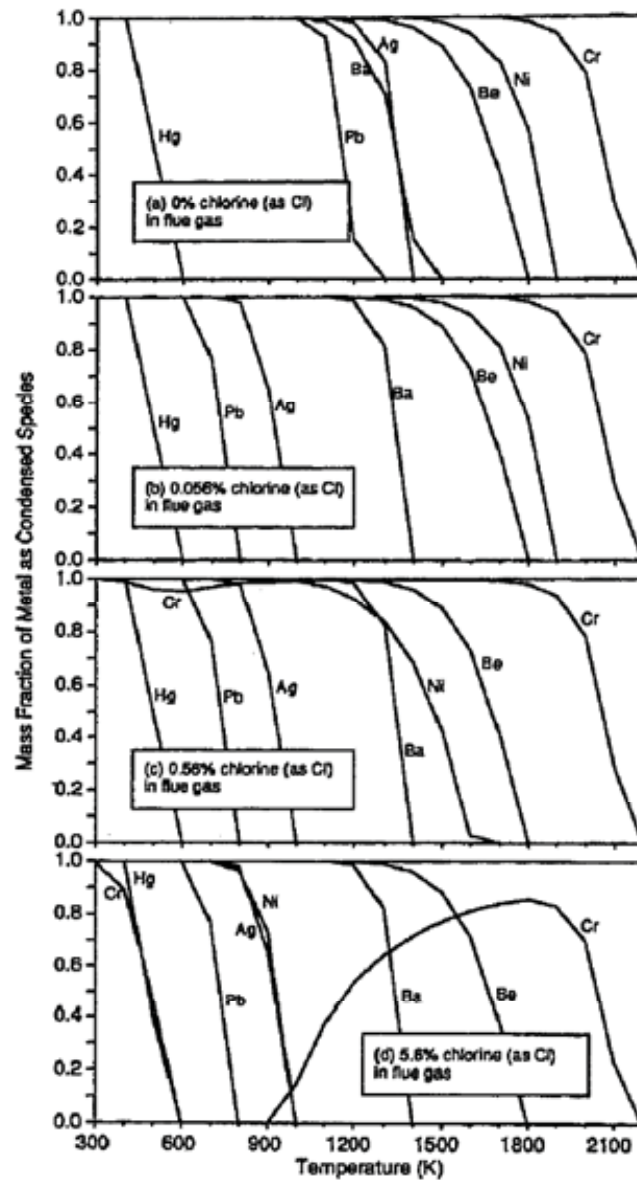 Mass Fraction of Metal as Condensed Species
1.0
0.8
0.6
0.4
0.2
0.0
Hg
Pb
Ba
Ag
Be
Ni
Cr
(a) 0% chlorine (as Cl)
in flue gas
1.0
0.8
0.6
0.4
0.2
0.0
Hg
Pb
Ag
Ba
Be
Ni
Cr
(b) 0.056% chlorine (as Cl)
in flue gas
1.0
0.8
0.6
0.4
0.2
0.0
Cr
Hg
Pb
Ag
Ba
Ni
Be
Cr
(c) 0.56% chlorine (as Cl)
in flue gas
1.0
0.8
0.6
0.4
0.2
0.0
Cr
Hg
Pb
Ag
Ni
Ba
Be
Cr
(d) 5.6% chlorine (as Cl)
in flue gas
300 600 900 1200 1500 1800 2100
Temperature (K)